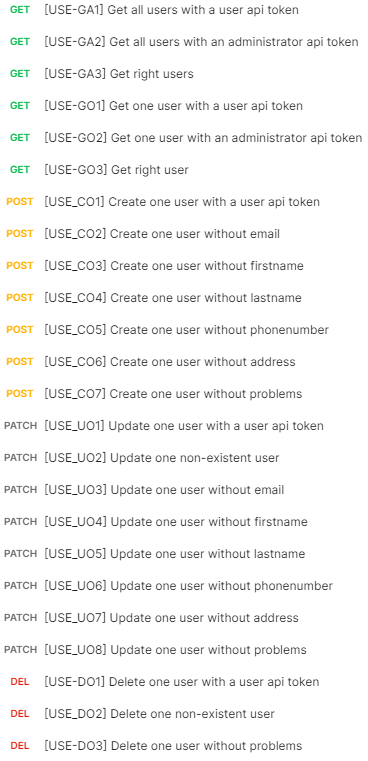 GET [USE-GA1] Get all users with a user api token
GET [USE-GA2] Get all users with an administrator api token
GET [USE-GA3] Get right users
GET [USE-GO1] Get one user with a user api token
GET [USE-GO2] Get one user with an administrator api token
GET [USE-GO3] Get right user
POST [USE_CO1] Create one user with a user api token
POST [USE_CO2] Create one user without email
POST [USE_CO3] Create one user without firstname
POST [USE_CO4] Create one user without lastname
POST [USE_CO5] Create one user without phonenumber
POST [USE_CO6] Create one user without address
POST [USE_CO7] Create one user without problems
PATCH [USE_UO1] Update one user with a user api token
PATCH [USE_UO2] Update one non-existent user
PATCH [USE_UO3] Update one user without email
PATCH [USE_UO4] Update one user without firstname
PATCH [USE_UO5] Update one user without lastname
PATCH [USE_UO6] Update one user without phonenumber
PATCH [USE_UO7] Update one user without address
PATCH [USE_UO8] Update one user without problems
DEL [USE-DO1] Delete one user with a user api token
DEL [USE_DO2] Delete one non-existent user
DEL [USE-DO3] Delete one user without problems